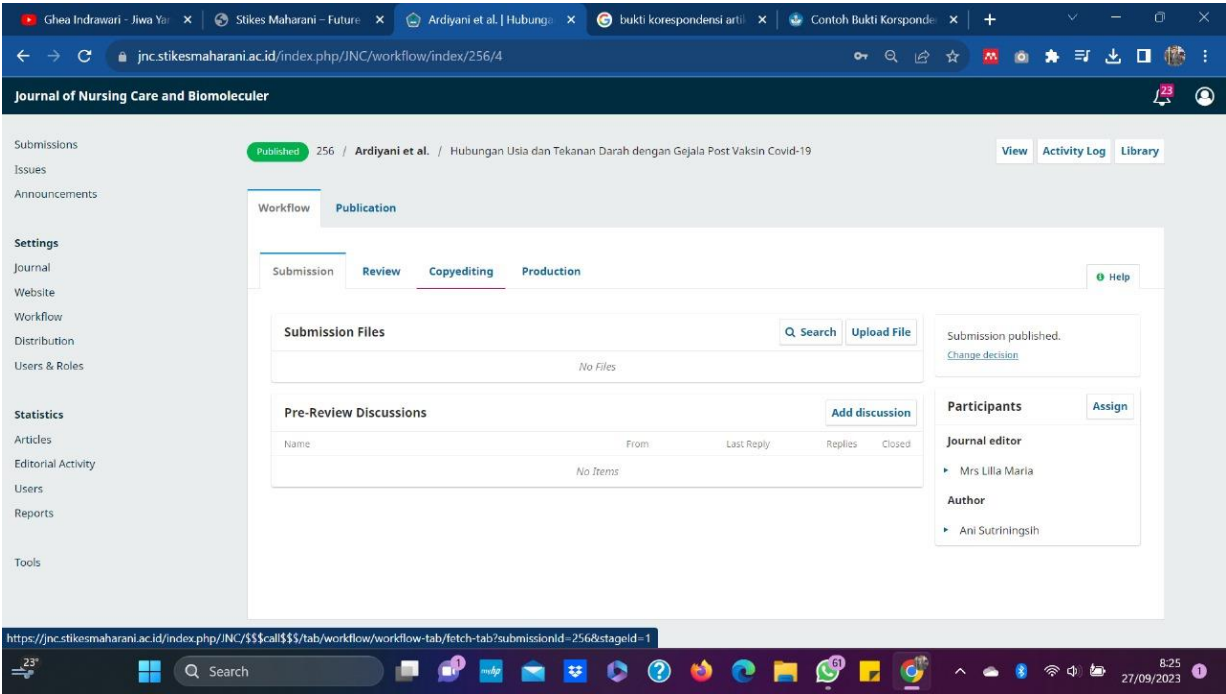 Ghea Indrawari - Jiwa Yar
Stikes Maharani – Future
Ardiyani et al. | Hubunga
bukti korespondensi arti
Contoh Bukti Korsponde
jnc.stikesmaharani.ac.id/index.php/JNC/workflow/index/256/4
Journal of Nursing Care and Biomoleculer
23
Submissions
Issues
Announcements
Settings
Journal
Website
Workflow
Distribution
Users & Roles
Statistics
Articles
Editorial Activity
Users
Reports
Tools
Published 256 / Ardiyani et al. / Hubungan Usia dan Tekanan Darah dengan Gejala Post Vaksin Covid-19
View Activity Log Library
Workflow Publication
Submission Review Copyediting Production
Help
Submission Files Search Upload File
No Files
Pre-Review Discussions Add discussion
Name From Last Reply Replies Closed
No Items
Submission published.
Change decision
Participants Assign
Journal editor
Mrs Lilla Maria
Author
Ani Sutriningsih
https://jnc.stikesmaharani.ac.id/index.php/JNC/$$$call$$$/tab/workflow/workflow-tab/fetch-tab?submissionId=256&stageId=1
23°
Search
1
myhp
61
8:25
27/09/2023
1